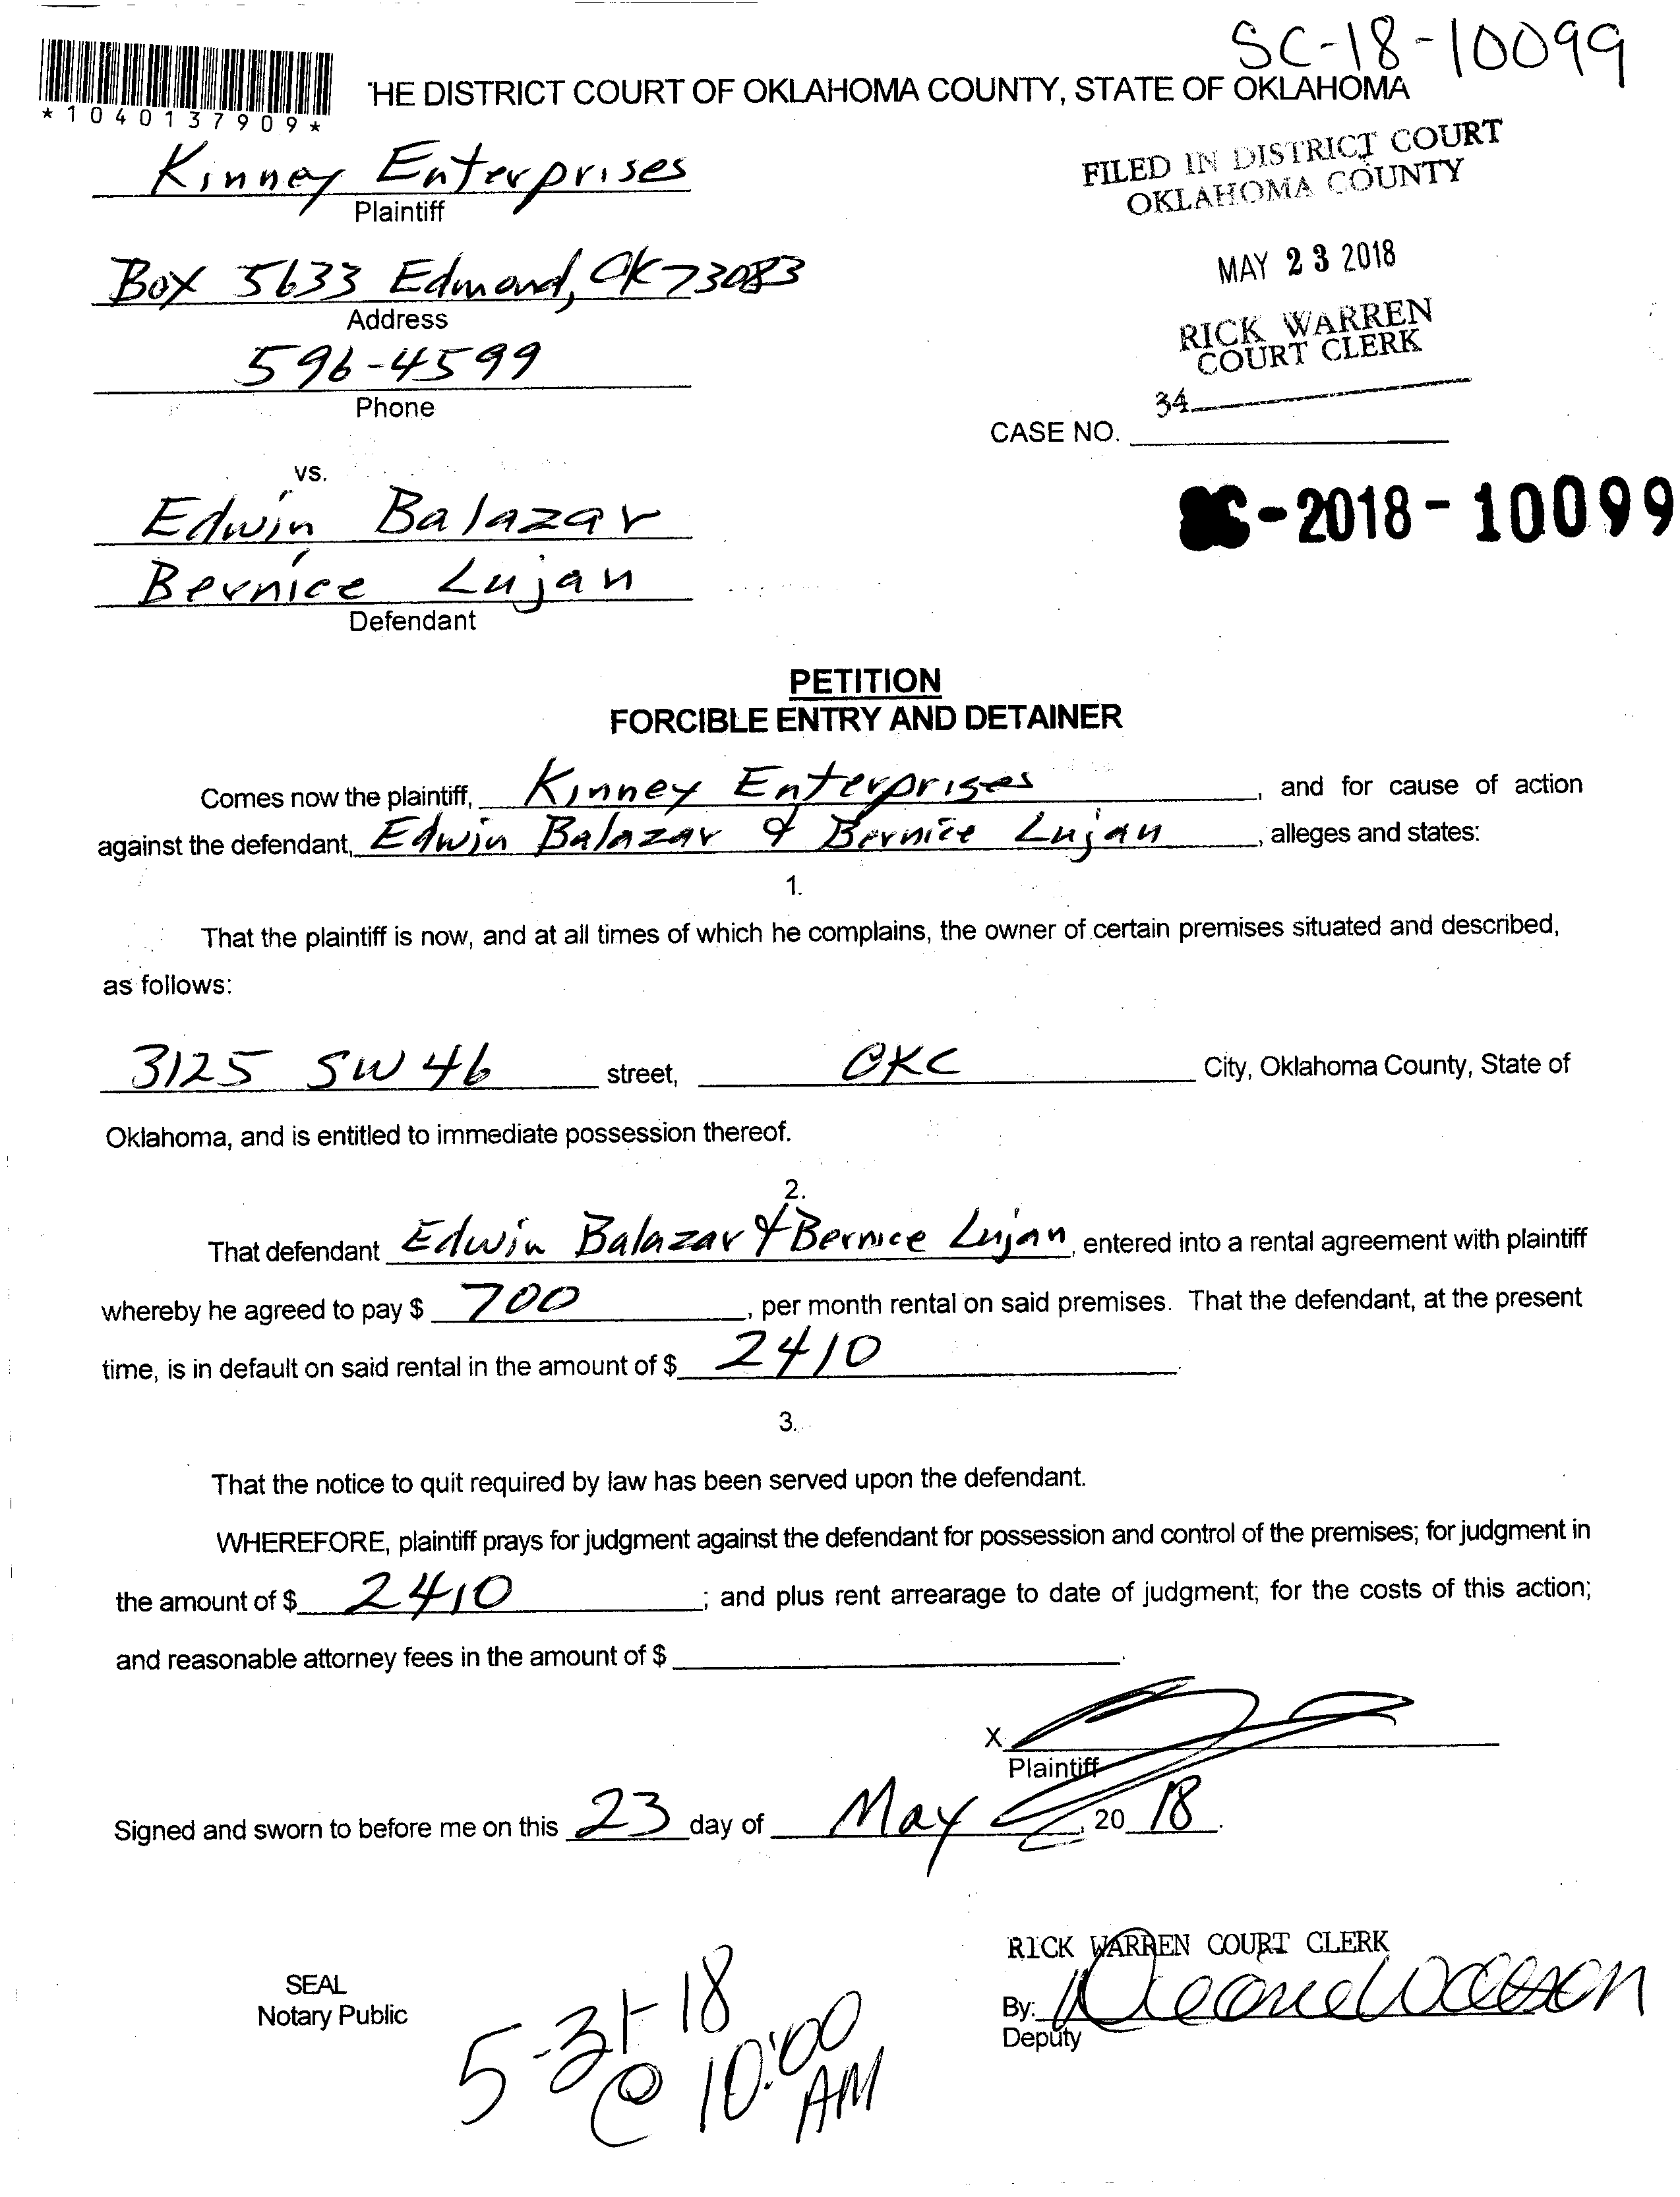 SC-18-10099
*1040137909*
HE DISTRICT COURT OF OKLAHOMA COUNTY, STATE OF OKLAHOMA
Kinney Enterprises
Plaintiff
FILED IN DISTRICT COURT
OKLAHOMA COUNTY
MAY 23 2018
RICK WARREN
COURT CLERK
34
Box 5633 Edmond, OK 73083
Address
596-4599
Phone
CASE NO.
vs.
SC-2018-10099
Edwin Balazar
Bernice Lujan
Defendant
PETITION
FORCIBLE ENTRY AND DETAINER
Comes now the plaintiff, Kinney Enterprises, and for cause of action
against the defendant, Edwin Balazar & Bernice Lujan, alleges and states:
1.
That the plaintiff is now, and at all times of which he complains, the owner of certain premises situated and described,
as follows:
3125 SW 46 street, OKC City, Oklahoma County, State of
Oklahoma, and is entitled to immediate possession thereof.
2.
That defendant Edwin Balazar & Bernice Lujan, entered into a rental agreement with plaintiff
whereby he agreed to pay $ 700, per month rental on said premises. That the defendant, at the present
time, is in default on said rental in the amount of $ 2410.
3.
That the notice to quit required by law has been served upon the defendant.
WHEREFORE, plaintiff prays for judgment against the defendant for possession and control of the premises; for judgment in
the amount of $ 2410; and plus rent arrearage to date of judgment; for the costs of this action;
and reasonable attorney fees in the amount of $ .
X
Plaintiff
Signed and sworn to before me on this 23 day of May, 20 18.
RICK WARREN COURT CLERK
SEAL
Notary Public
By:
Deputy
5-31-18
@ 10:00
AM